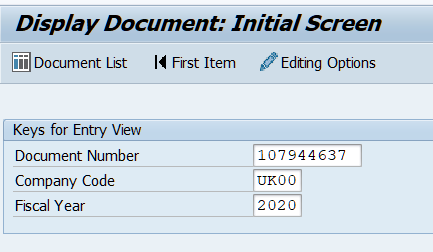 Display Document: Initial Screen
Document List First Item Editing Options
Keys for Entry View
Document Number 107944637
Company Code UK00
Fiscal Year 2020